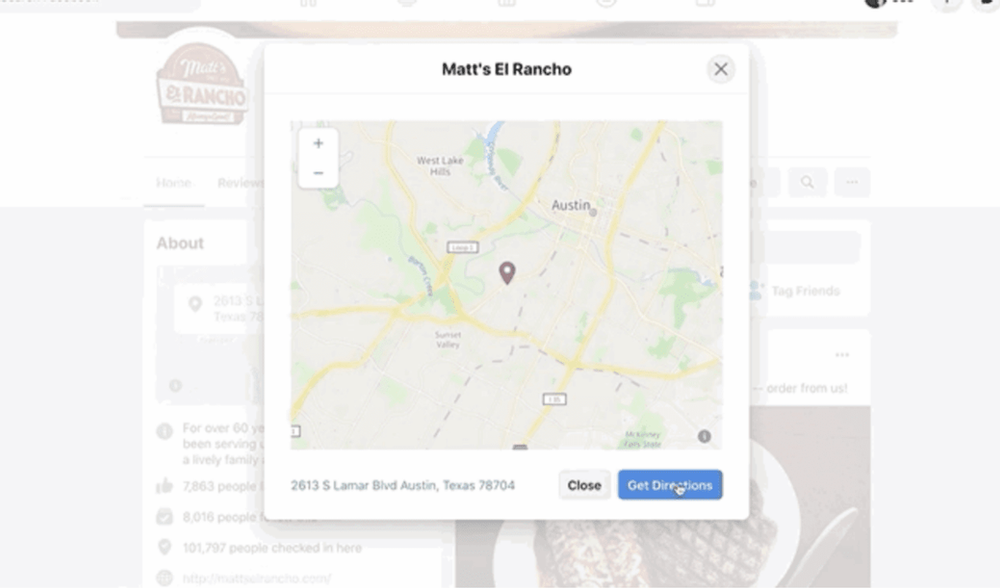 Matt's El Rancho
Matt's
EL RANCHO
+
−
West Lake
Hills
Austin
Loop 1
Barton Creek
Sunset
Valley
I 35
McKinney
Falls State
Home
Reviews
About
2613 S L
Texas 78
Tag Friends
order from us!
For over 60 ye
been serving
a lively family
7,863 people
8,016 people
101,797 people checked in here
http://mattselrancho.com/
2613 S Lamar Blvd Austin, Texas 78704
Close
Get Directions